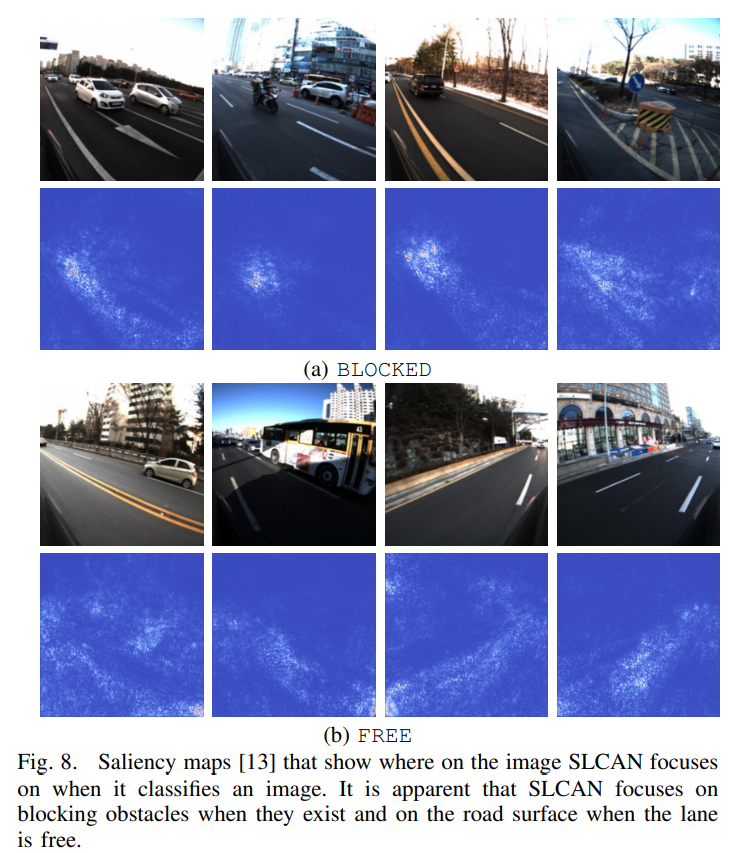 43
(a) BLOCKED
(b) FREE
Fig. 8. Saliency maps [13] that show where on the image SLCAN focuses
on when it classifies an image. It is apparent that SLCAN focuses on
blocking obstacles when they exist and on the road surface when the lane
is free.